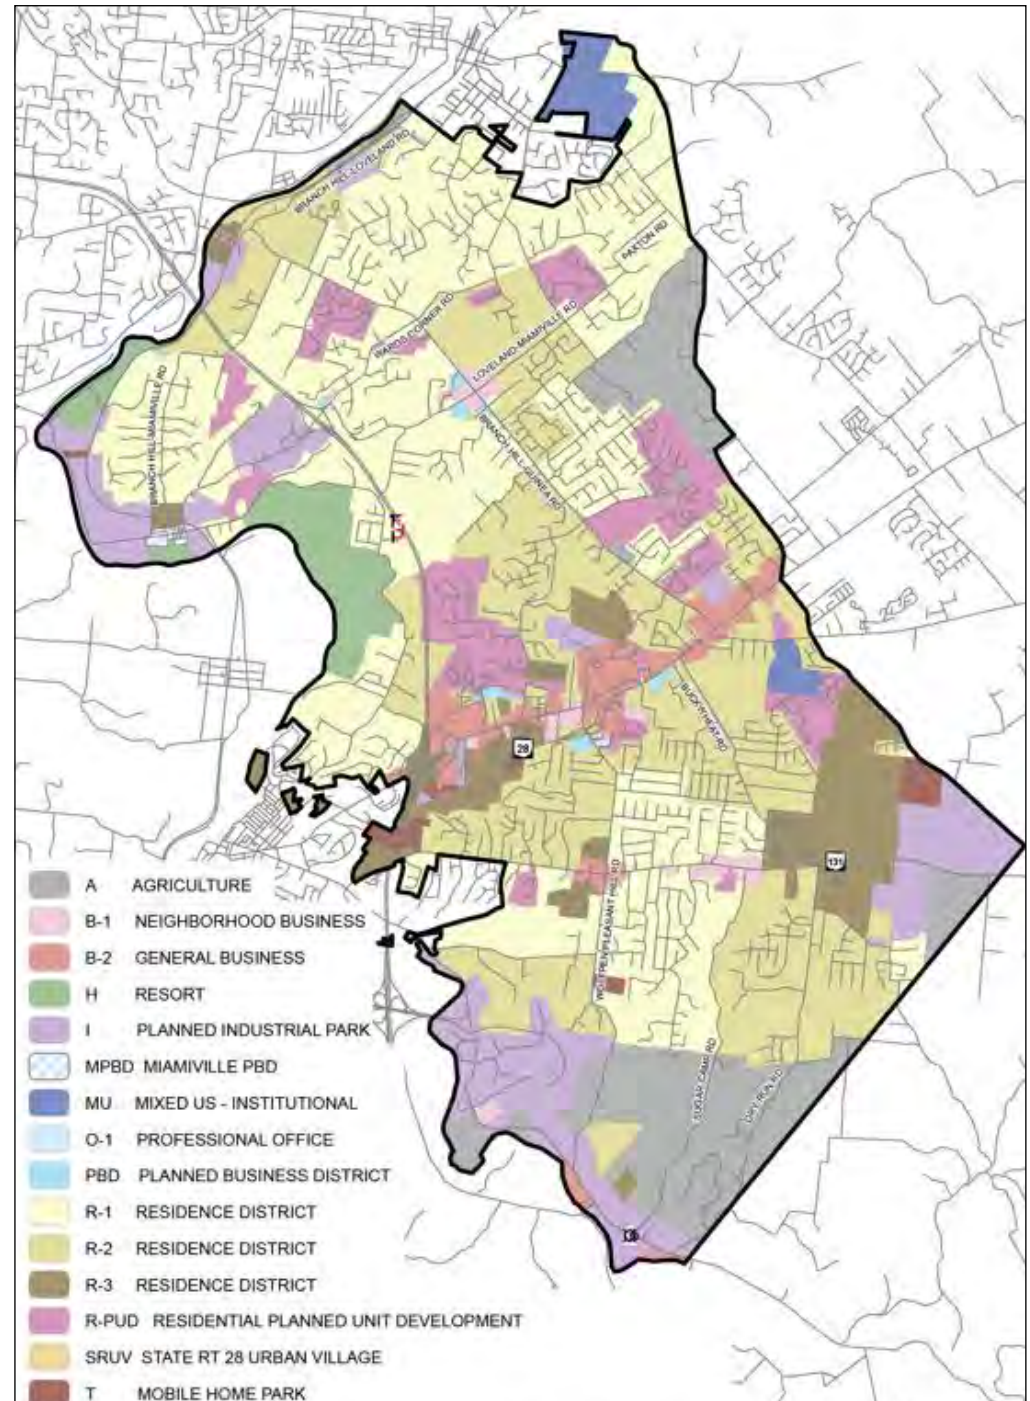 BRANCH HILL-LOVELAND RD
PAXTON RD
WARDS CORNER RD
LOVELAND-MIAMIVILLE RD
BRANCH HILL-MIAMIVILLE RD
BRANCH HILL-GUINEA RD
BUCKWHEAT RD
28
131
WOLFPEN PLEASANT HILL RD
SUGAR CAMP RD
DRY RUN RD
A AGRICULTURE
B-1 NEIGHBORHOOD BUSINESS
B-2 GENERAL BUSINESS
H RESORT
I PLANNED INDUSTRIAL PARK
MPBD MIAMIVILLE PBD
MU MIXED US - INSTITUTIONAL
O-1 PROFESSIONAL OFFICE
PBD PLANNED BUSINESS DISTRICT
R-1 RESIDENCE DISTRICT
R-2 RESIDENCE DISTRICT
R-3 RESIDENCE DISTRICT
R-PUD RESIDENTIAL PLANNED UNIT DEVELOPMENT
SRUV STATE RT 28 URBAN VILLAGE
T MOBILE HOME PARK